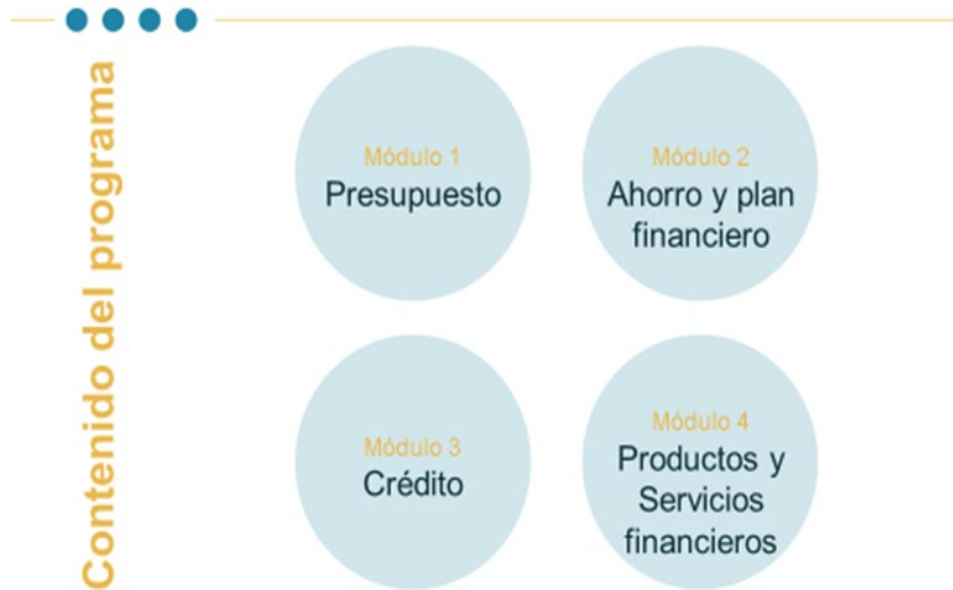 Contenido del programa
Módulo 1
Presupuesto
Módulo 2
Ahorro y plan
financiero
Módulo 3
Crédito
Módulo 4
Productos y
Servicios
financieros